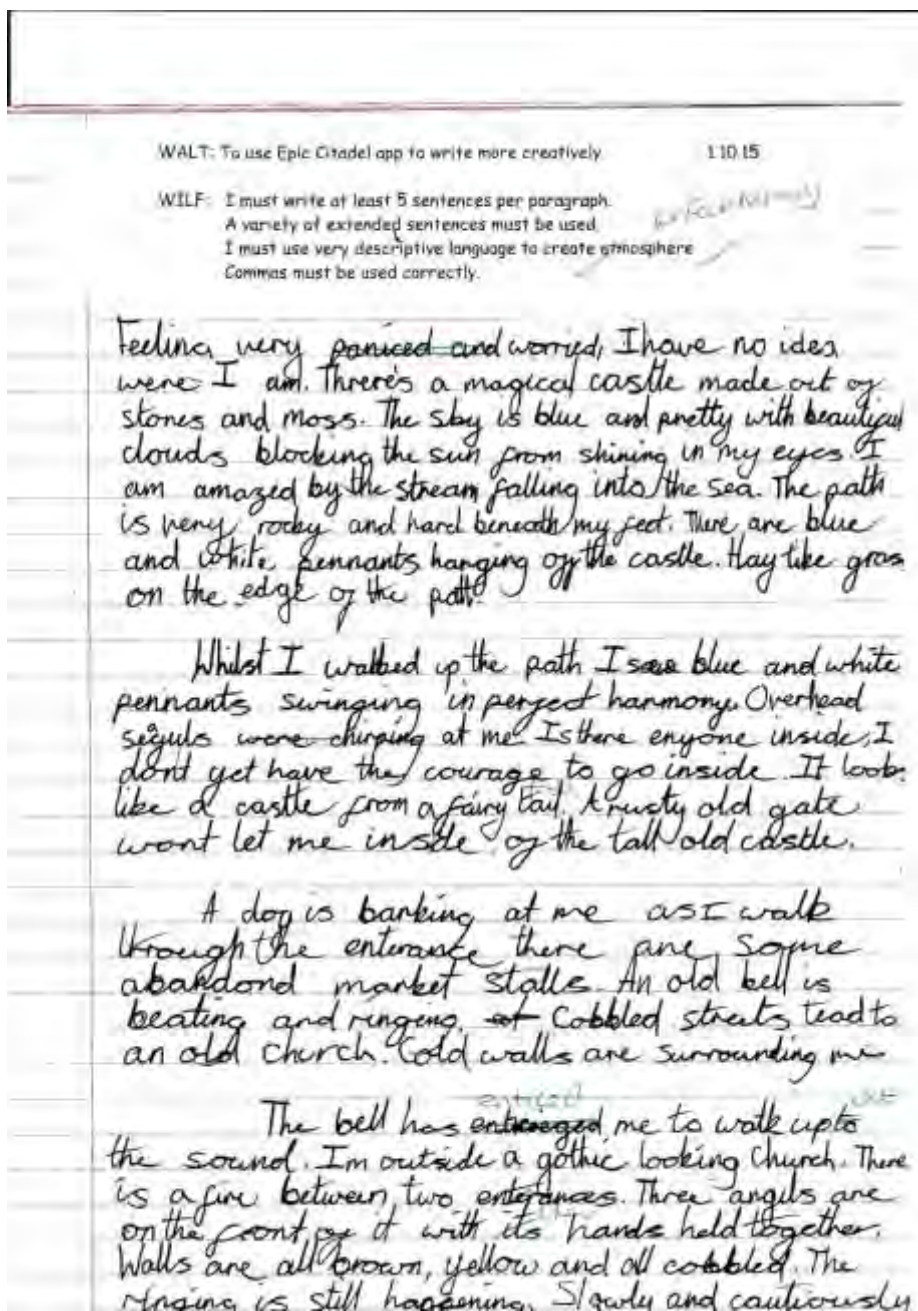 WALT: To use Epic Citadel app to write more creatively. 1.10.15
WILF: I must write at least 5 sentences per paragraph.
A variety of extended sentences must be used.
I must use very descriptive language to create atmosphere
Commas must be used correctly.
Feeling very paniced and worried, I have no idea
were I am. Threre's a magical castle made out of
stones and moss. The sky is blue and pretty with beautiful
clouds blocking the sun from shining in my eyes. I
am amazed by the stream falling into the sea. The path
is very rocky and hard beneath my feet. There are blue
and white pennants hanging of the castle. Hay like grass
on the edge of the path.
Whilst I walked up the path I saw blue and white
pennants swinging in perfect harmony. Overhead
seguls were chirping at me. Is there enyone inside, I
dont yet have the courage to go inside. It looks
like a castle from a fairy tail. A rusty old gate
wont let me inside of the tall old castle.
A dog is barking at me as I walk
through the enterance there are some
abandond market stalls. An old bell is
beating and ringing. Cobbled streets lead to
an old church. Cold walls are surrounding me
enticed
The bell has me to walk upto
the sound. Im outside a gothic looking Church. There
is a fire between two enterances. Three angels are
on the front of it with its hands held together.
Walls are all brown, yellow and all cobbled. The
ringing is still happening. Slowly and cautiously